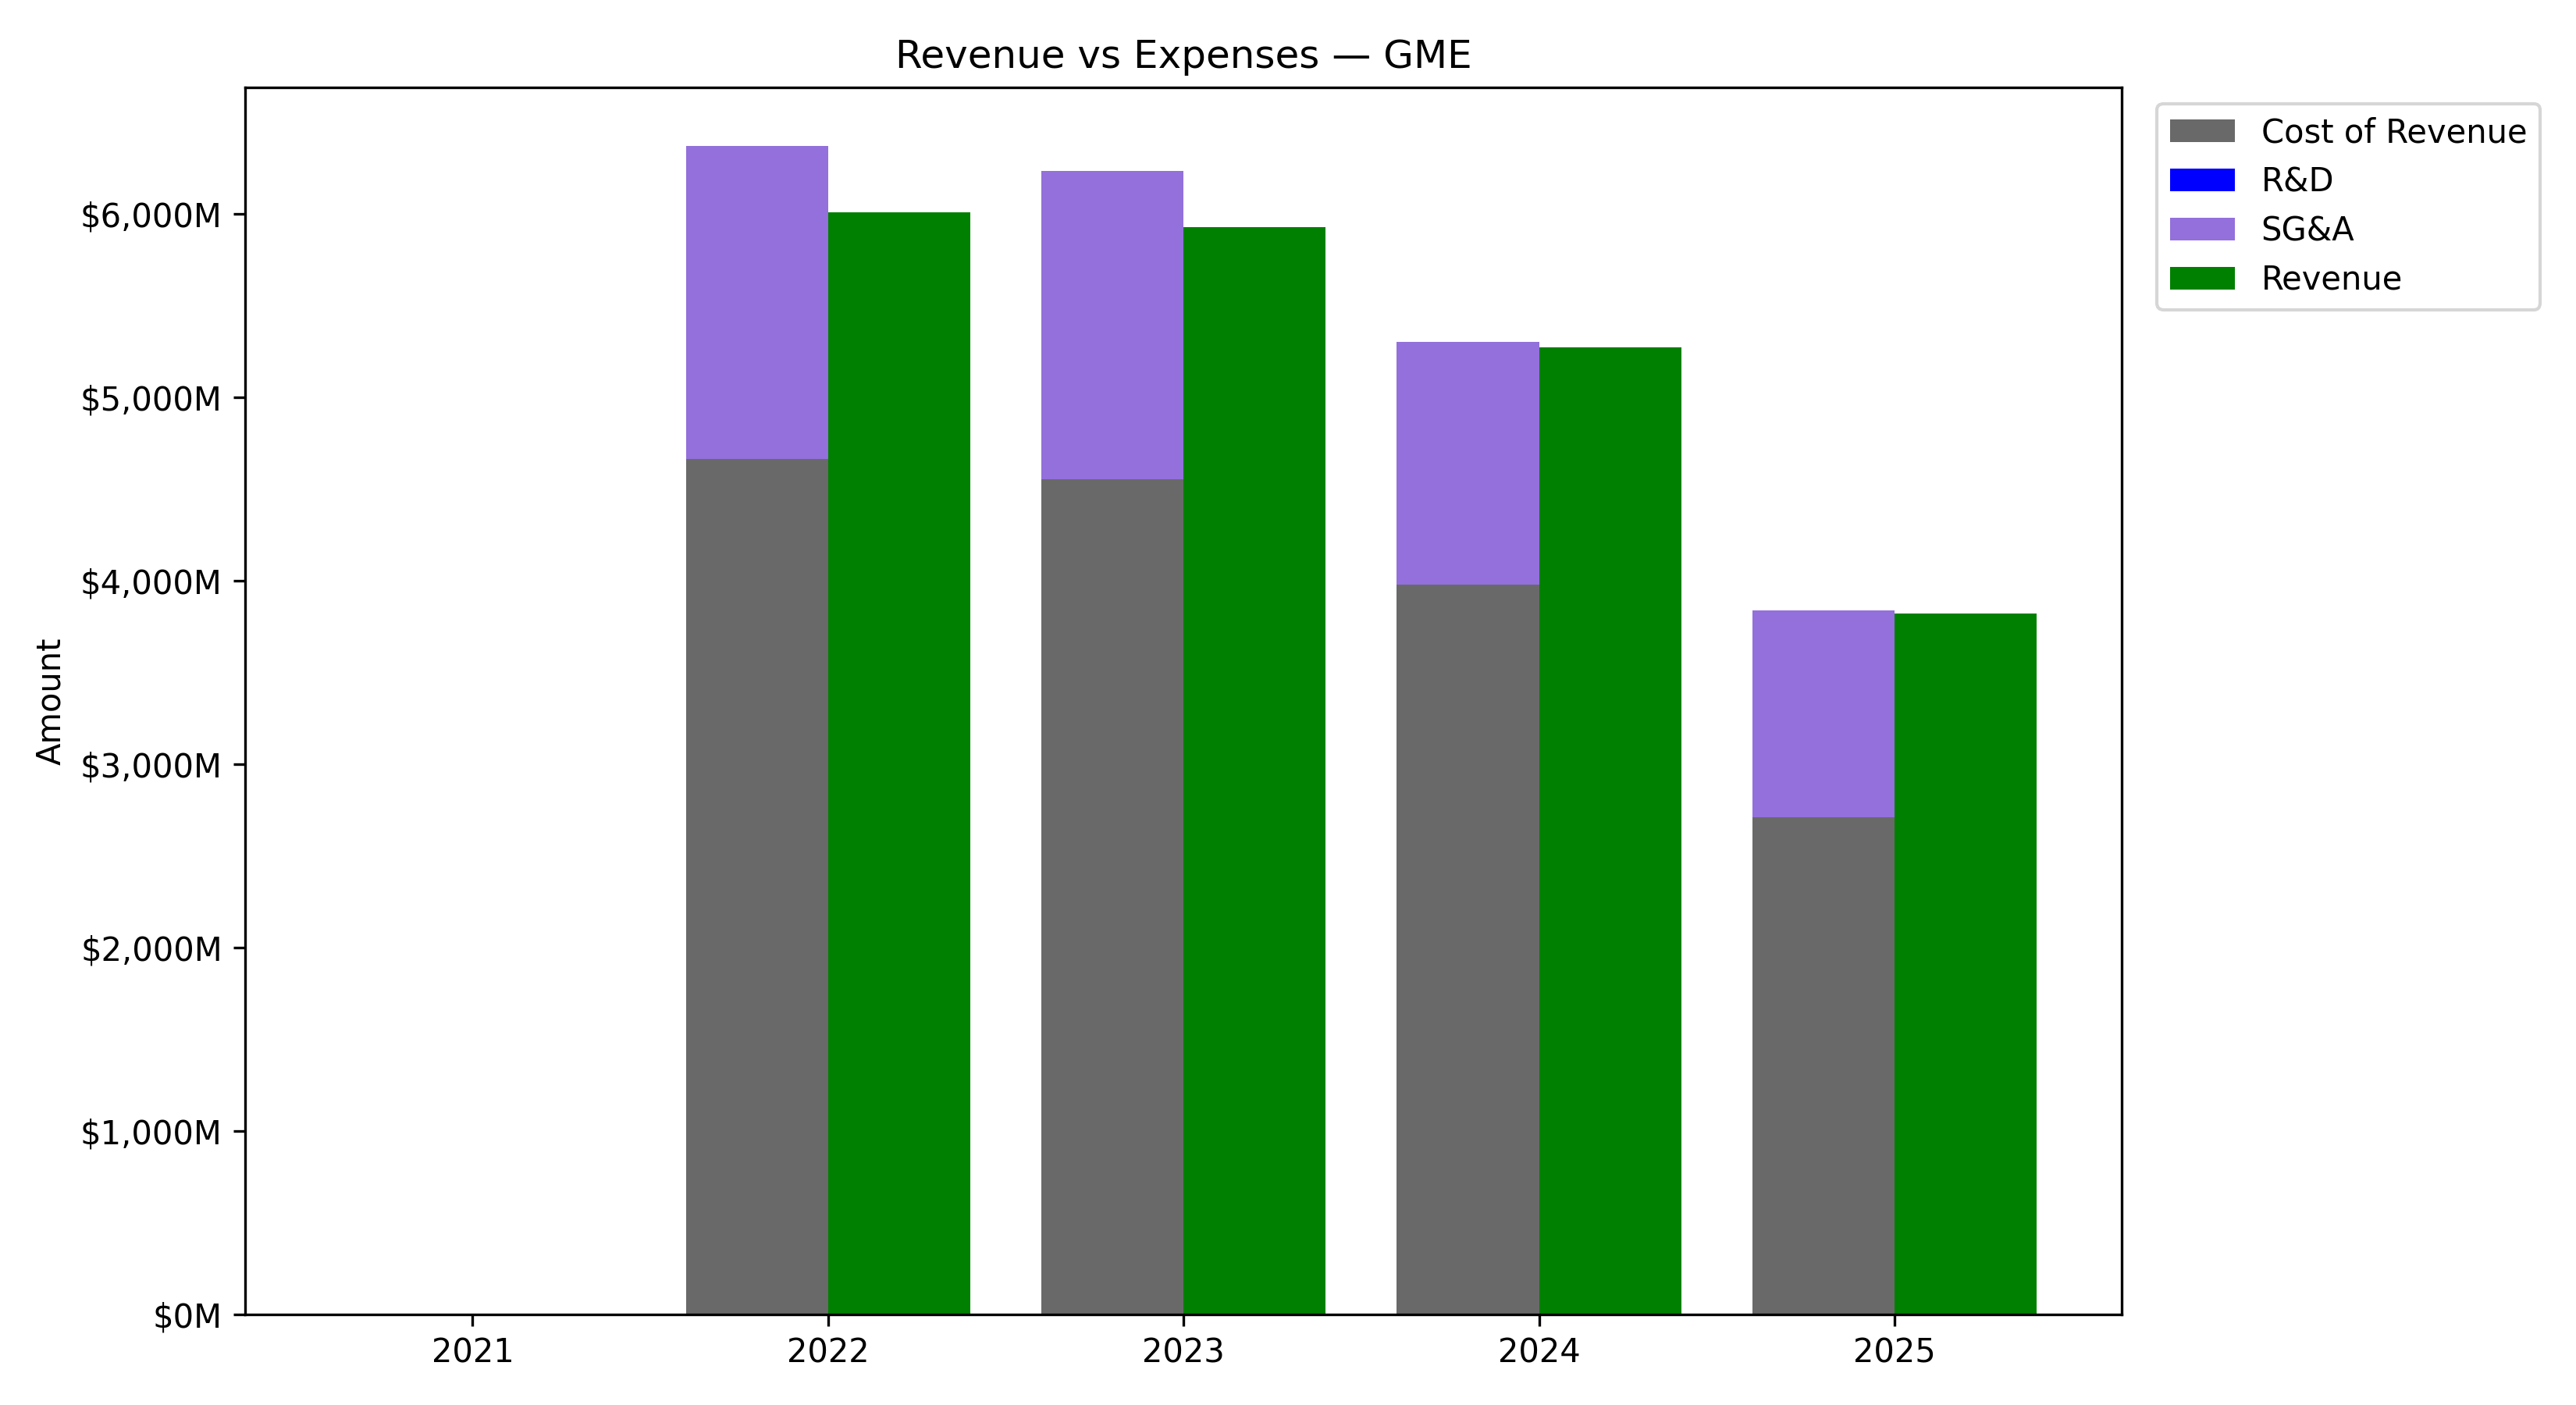 Revenue vs Expenses — GME
Cost of Revenue
R&D
SG&A
Revenue
Amount
$6,000M
$5,000M
$4,000M
$3,000M
$2,000M
$1,000M
$0M
2021 2022 2023 2024 2025